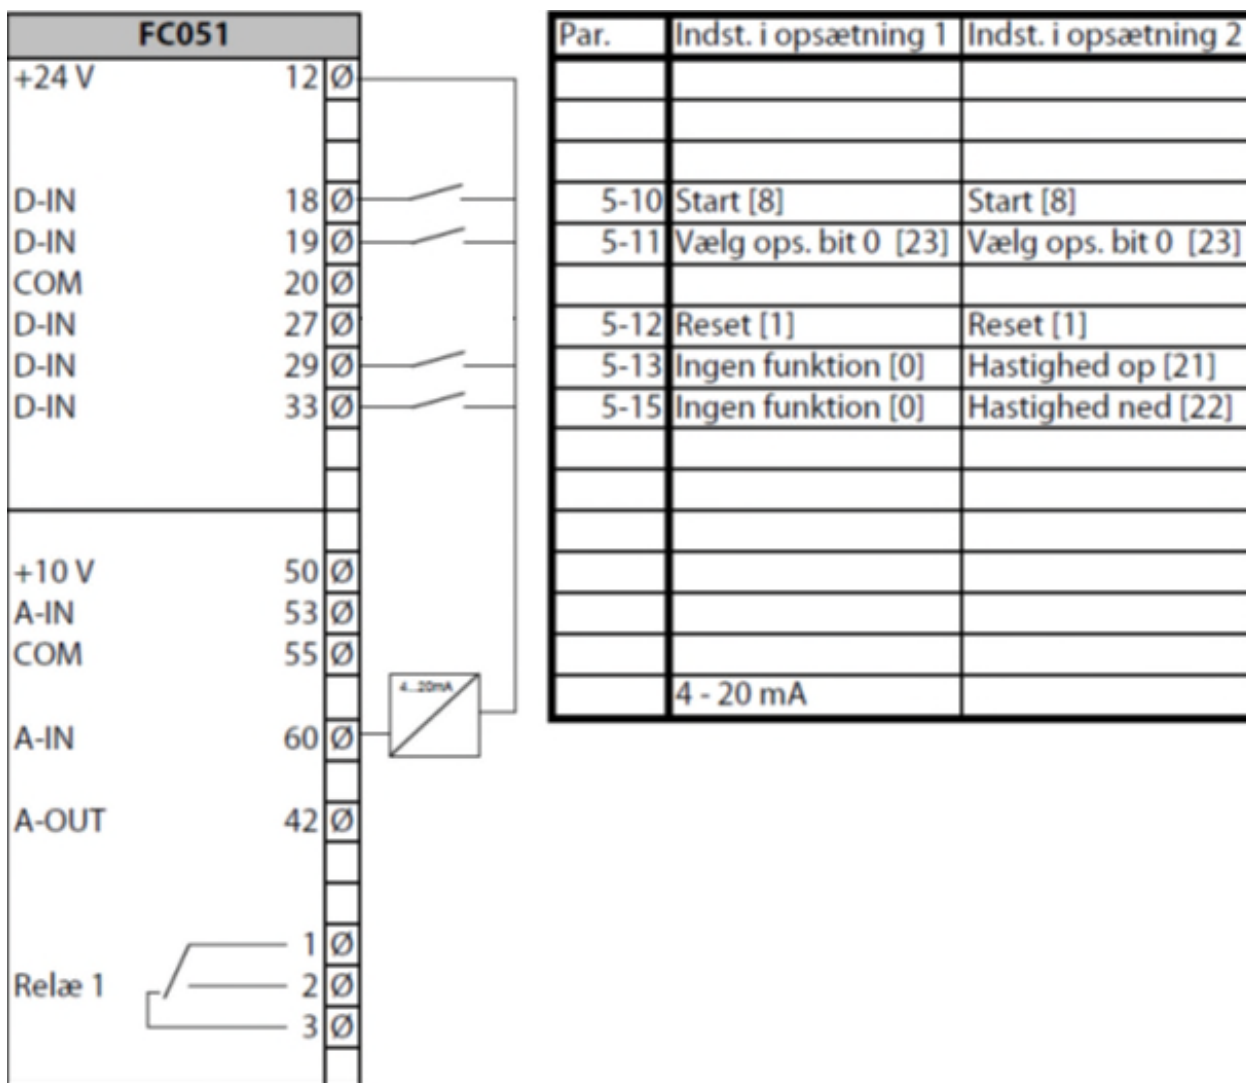 FC051
Par. Indst. i opsætning 1 Indst. i opsætning 2
+24 V 12 Ø
D-IN 18 Ø 5-10 Start [8] Start [8]
D-IN 19 Ø 5-11 Vælg ops. bit 0 [23] Vælg ops. bit 0 [23]
COM 20 Ø
D-IN 27 Ø 5-12 Reset [1] Reset [1]
D-IN 29 Ø 5-13 Ingen funktion [0] Hastighed op [21]
D-IN 33 Ø 5-15 Ingen funktion [0] Hastighed ned [22]
+10 V 50 Ø
A-IN 53 Ø
COM 55 Ø
4...20mA
4 - 20 mA
A-IN 60 Ø
A-OUT 42 Ø
1 Ø
Relæ 1 2 Ø
3 Ø